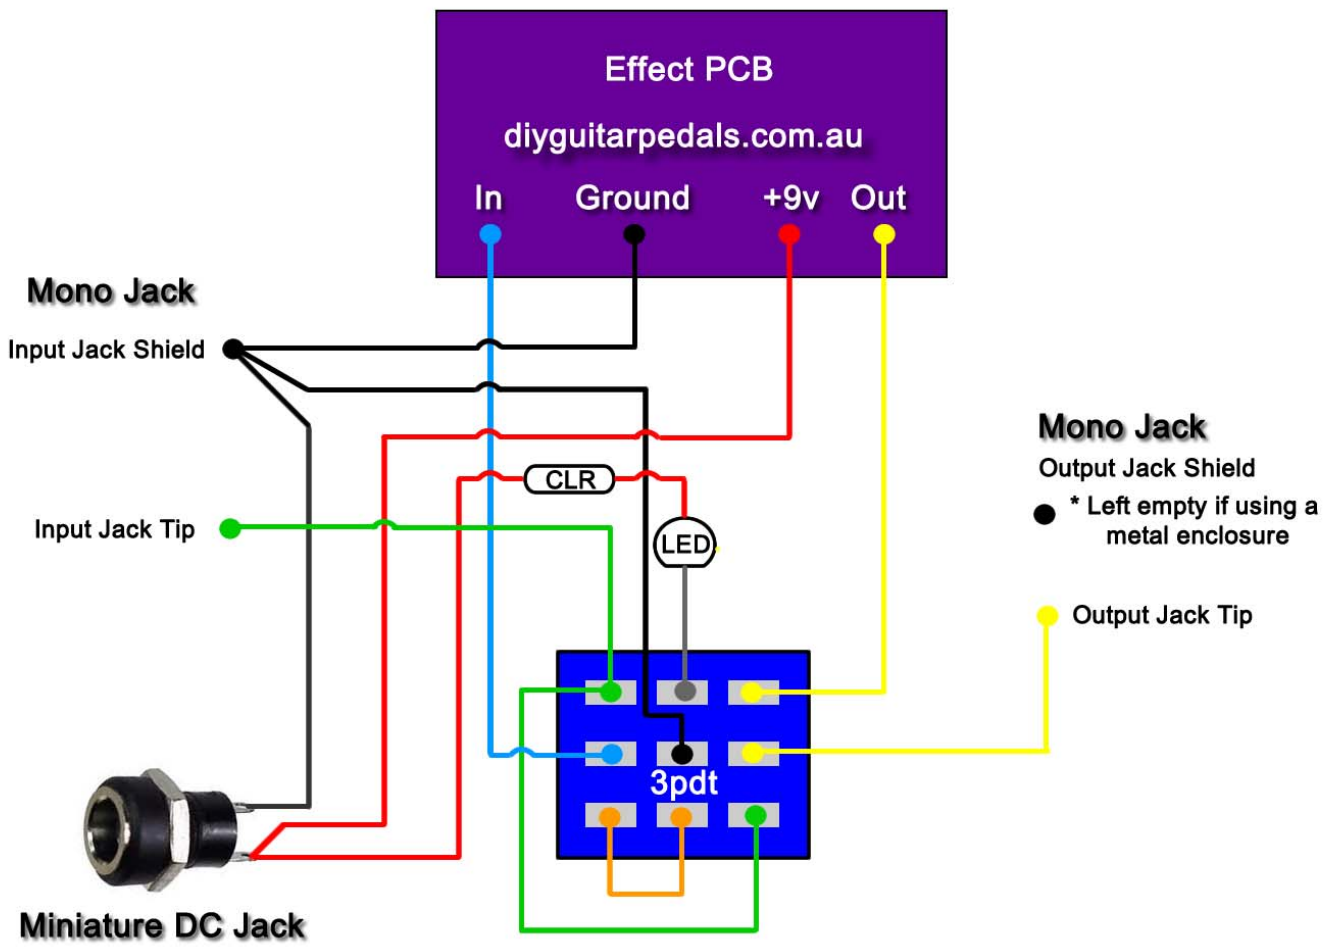 Effect PCB
diyguitarpedals.com.au
In Ground +9v Out
Mono Jack
Input Jack Shield
Mono Jack
Output Jack Shield
* Left empty if using a
metal enclosure
CLR
Input Jack Tip
LED
Output Jack Tip
3pdt
Miniature DC Jack